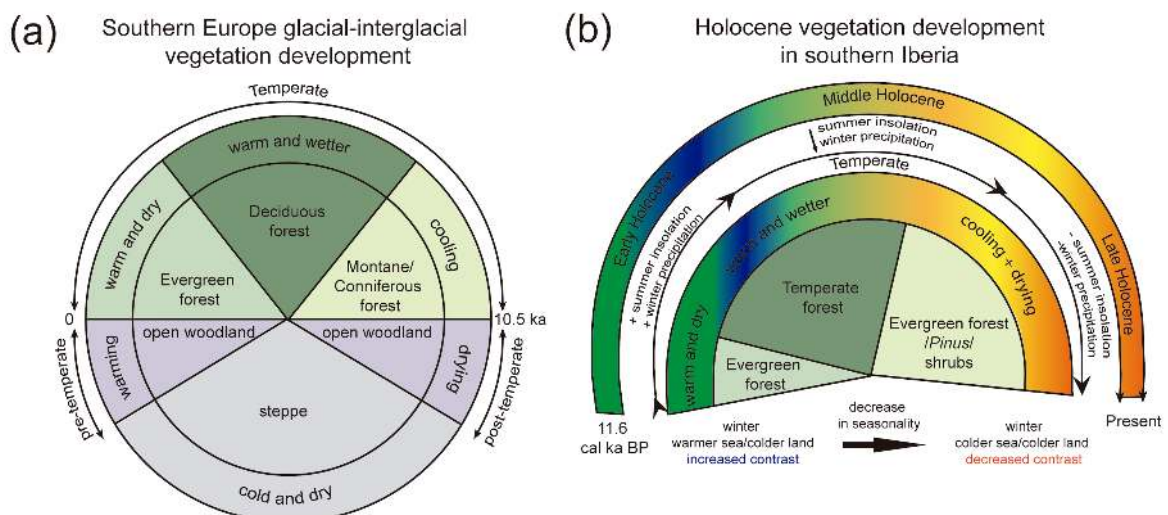 (a)
Southern Europe glacial-interglacial
vegetation development
Temperate
warm and wetter
warm and dry
cooling
Deciduous
forest
Evergreen
forest
Montane/
Conniferous
forest
0
10.5 ka
open woodland
open woodland
warming
drying
pre-temperate
post-temperate
steppe
cold and dry
(b)
Holocene vegetation development
in southern Iberia
Early Holocene
Middle Holocene
Late Holocene
summer insolation
winter precipitation
Temperate
+ summer insolation
+ winter precipitation
- summer insolation
-winter precipitation
warm and dry
warm and wetter
cooling + drying
Temperate
forest
Evergreen
forest
Evergreen forest
/Pinus/
shrubs
11.6
cal ka BP
Present
winter
warmer sea/colder land
increased contrast
decrease
in seasonality
winter
colder sea/colder land
decreased contrast